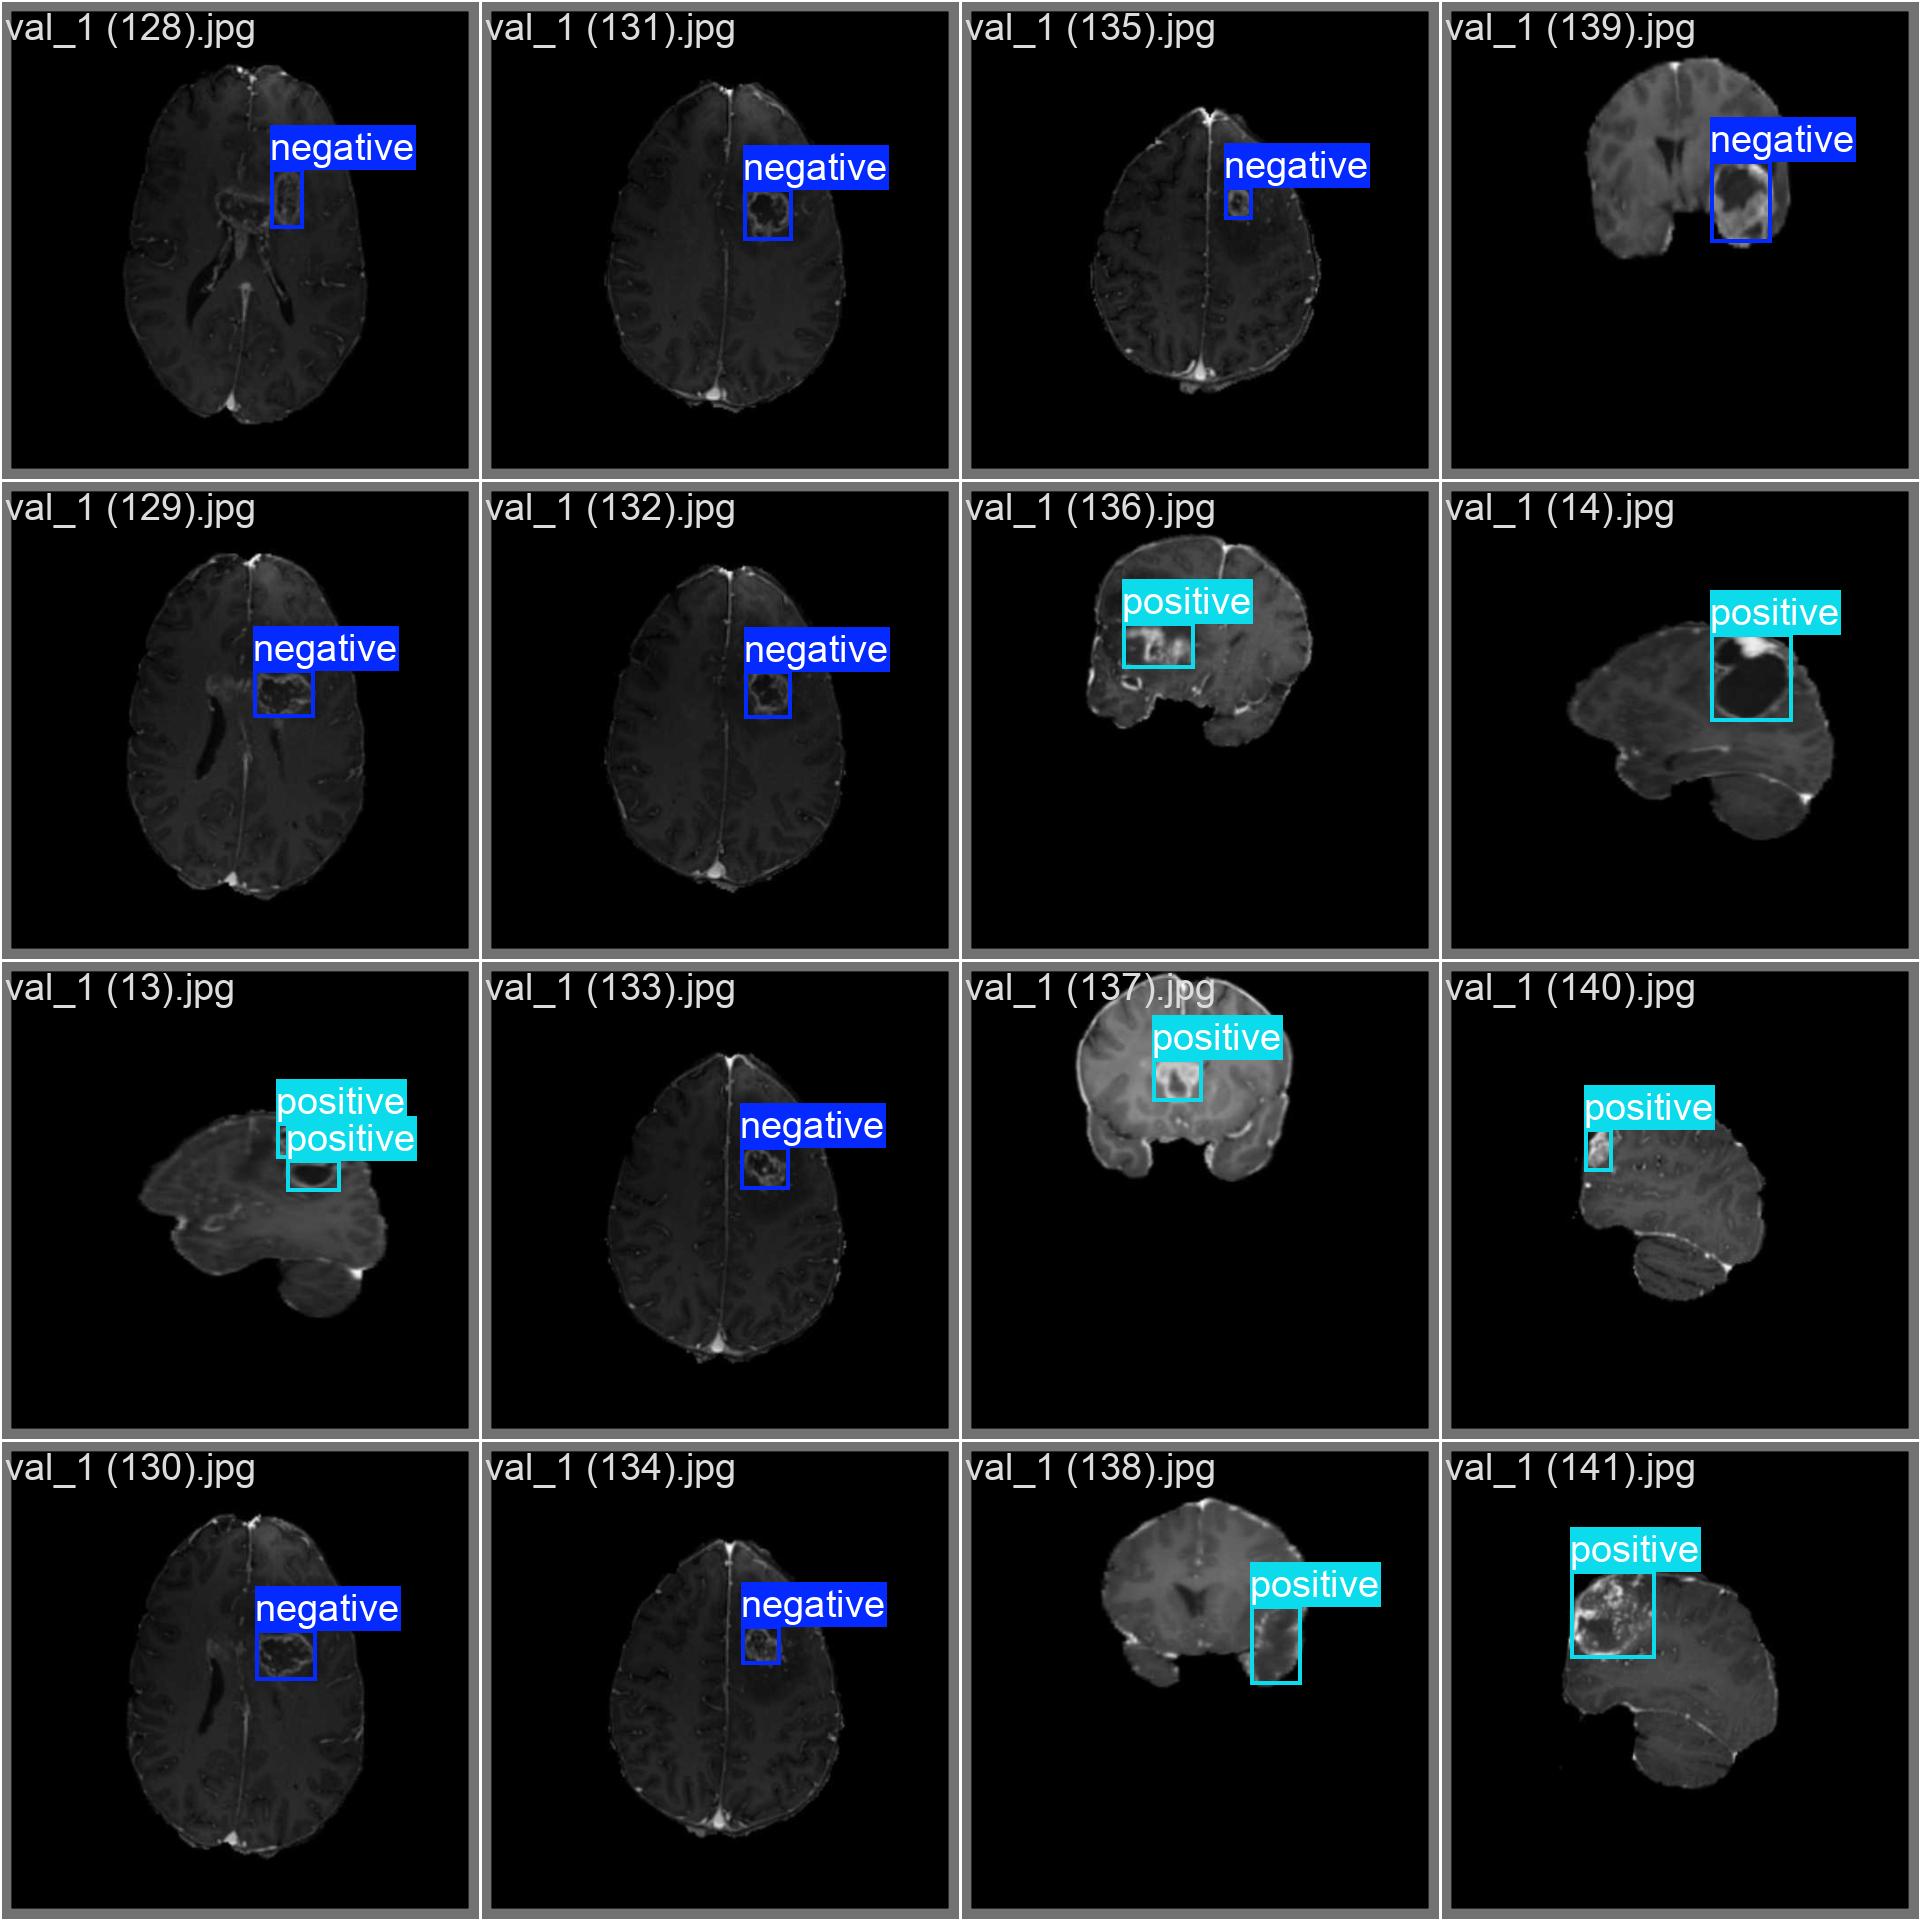 val_1 (128).jpg
negative
val_1 (131).jpg
negative
val_1 (135).jpg
negative
val_1 (139).jpg
negative
val_1 (129).jpg
negative
val_1 (132).jpg
negative
val_1 (136).jpg
positive
val_1 (14).jpg
positive
val_1 (13).jpg
positive
positive
val_1 (133).jpg
negative
val_1 (137).jpg
positive
val_1 (140).jpg
positive
val_1 (130).jpg
negative
val_1 (134).jpg
negative
val_1 (138).jpg
positive
val_1 (141).jpg
positive